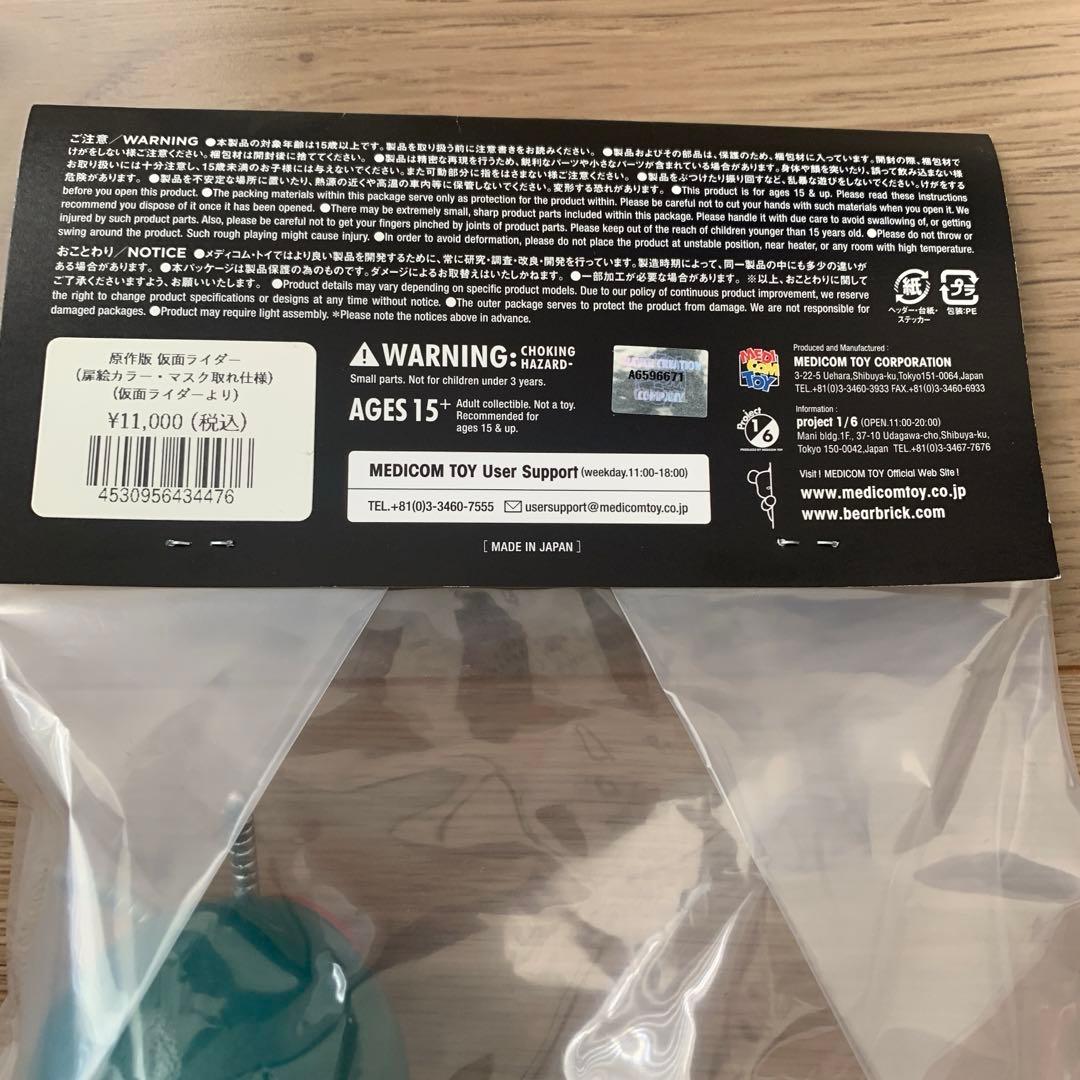 ご注意／WARNING ●本製品の対象年齢は15歳以上です。製品を取り扱う前に注意書きをお読みください。 ●製品およびその部品は、保護のため、梱包材に入っています。開封の際、梱包材で
けがをしない様ご注意ください。梱包材は開封後に捨ててください。 ●製品は精密な再現を行うため、鋭利なパーツや小さなパーツが含まれている場合があります。身体や顔を突いたり、誤って飲み込まない様
お取り扱いには十分注意し、15歳未満のお子様には与えないでください。また可動部分に指をはさまない様ご注意ください。 ●製品をぶつけたり振り回すなど、乱暴な遊びをしないでください。けがをする
危険があります。 ●製品を不安定な場所に置いたり、熱源の近くや高温の車内等に保管しないでください。変形する恐れがあります。 ●This product is for ages 15 & up. Please read these instructions
before you open this product. ●The packing materials within this package serve only as protection for the product within. Please be careful not to cut your hands with such materials when you open it. We
recommend you dispose of it once it has been opened. ●There may be extremely small, sharp product parts included within this package. Please handle it with due care to avoid swallowing of, or getting
injured by such product parts. Also, please be careful not to get your fingers pinched by joints of product parts. Please keep out of the reach of children younger than 15 years old. ●Please do not throw or
swing around the product. Such rough playing might cause injury. ●In order to avoid deformation, please do not place the product at unstable position, near heater, or any room with high temperature.
おことわり／NOTICE ●メディコム・トイではより良い製品を開発するために、常に研究・調査・改良・開発を行っています。製造時期によって、同一製品の中にも多少の違いが
ある場合があります。 ●本パッケージは製品保護の為のものです。ダメージによるお取替えはいたしかねます。 ●一部加工が必要な場合があります。 ※以上、おことわりに関して
ご了承くださいますよう、お願いいたします。 ●Product details may vary depending on specific product models. Due to our policy of continuous product improvement, we reserve
the right to change product specifications or designs at any time without notice. ●The outer package serves to protect the product from damage. We are not responsible for
damaged packages. ●Product may require light assembly. *Please note the notices above in advance.
紙
ヘッダー・台紙・
ステッカー
プラ
包装:PE
原作版 仮面ライダー
(扉絵カラー・マスク取れ仕様)
(仮面ライダーより)
¥11,000 (税込)
4530956434476
WARNING: CHOKING HAZARD-
Small parts. Not for children under 3 years.
AGES 15+ Adult collectible. Not a toy.
Recommended for
ages 15 & up.
A6596671
COMPANY
MEDICOM TOY User Support (weekday.11:00-18:00)
TEL.+81(0)3-3460-7555 usersupport@medicomtoy.co.jp
[ MADE IN JAPAN ]
MEDI
COM
TOY
Produced and Manufactured :
MEDICOM TOY CORPORATION
3-22-5 Uehara,Shibuya-ku,Tokyo151-0064,Japan
TEL.+81(0)3-3460-3933 FAX.+81(0)3-3460-6933
Project
1/6
PRODUCED BY MEDICOM TOY
Information :
project 1/6 (OPEN.11:00-20:00)
Mani bldg.1F., 37-10 Udagawa-cho,Shibuya-ku,
Tokyo 150-0042,Japan TEL.+81(0)3-3467-7676
Visit ! MEDICOM TOY Official Web Site !
www.medicomtoy.co.jp
www.bearbrick.com